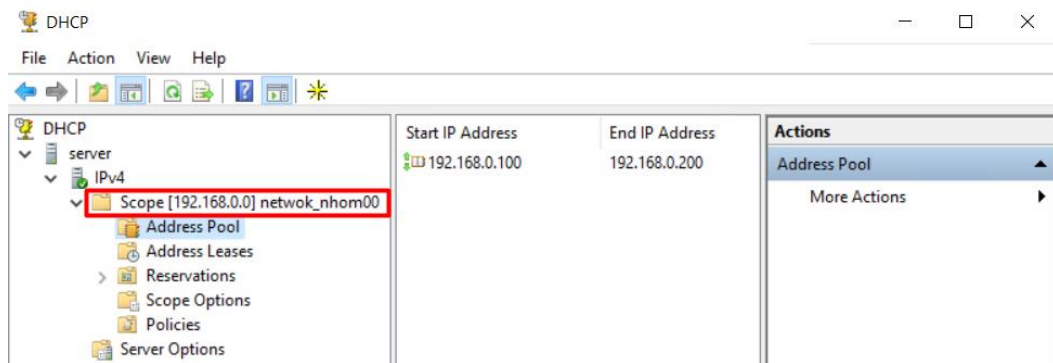 DHCP
File Action View Help
DHCP
server
IPv4
Scope [192.168.0.0] netwok_nhom00
Address Pool
Address Leases
Reservations
Scope Options
Policies
Server Options
Start IP Address End IP Address
192.168.0.100 192.168.0.200
Actions
Address Pool
More Actions